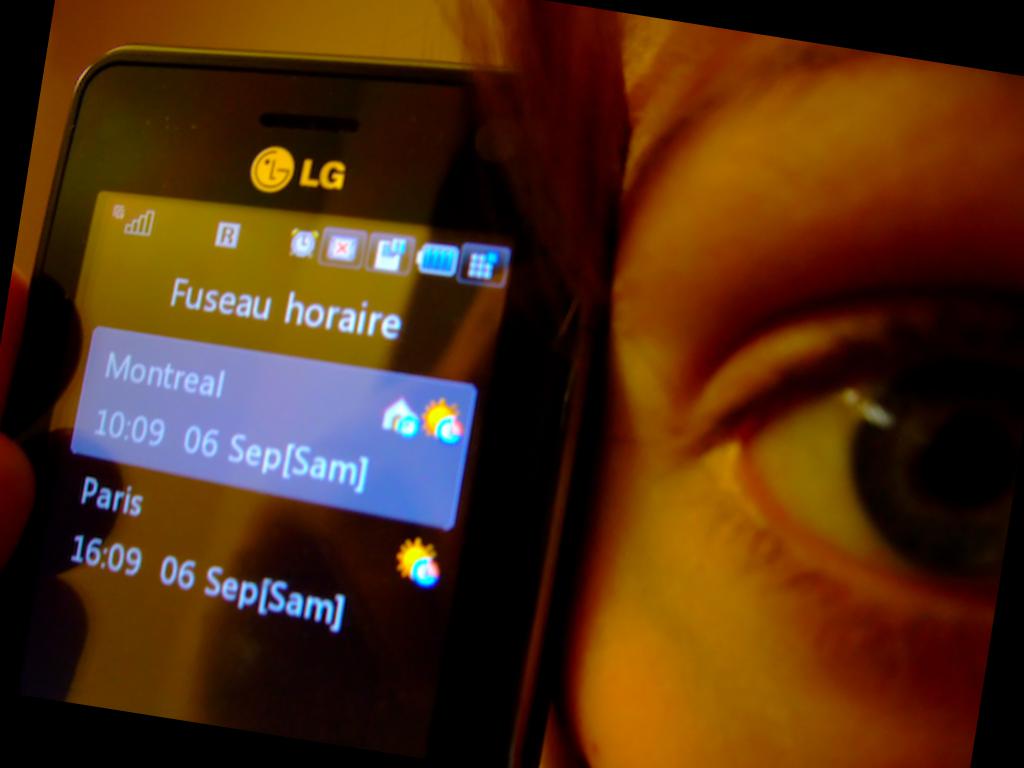 LG
R
Fuseau horaire
Montreal
10:09 06 Sep[Sam]
Paris
16:09 06 Sep[Sam]